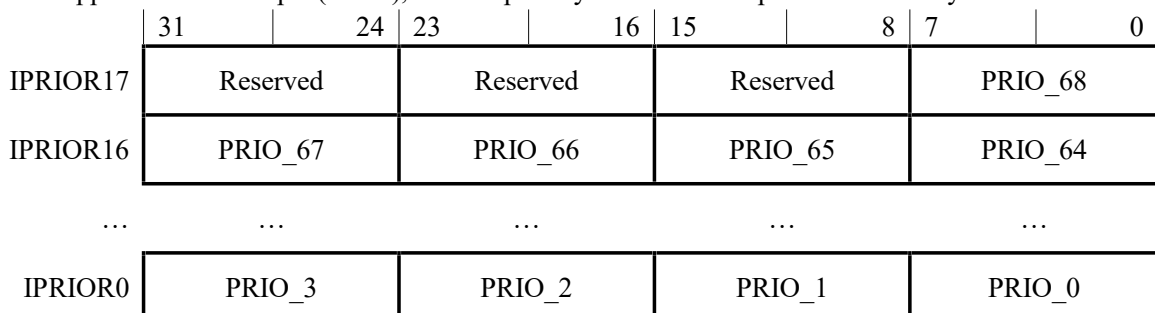 31 24 23 16 15 8 7 0
IPRIOR17 Reserved Reserved Reserved PRIO_68
IPRIOR16 PRIO_67 PRIO_66 PRIO_65 PRIO_64
… … … … …
IPRIOR0 PRIO_3 PRIO_2 PRIO_1 PRIO_0